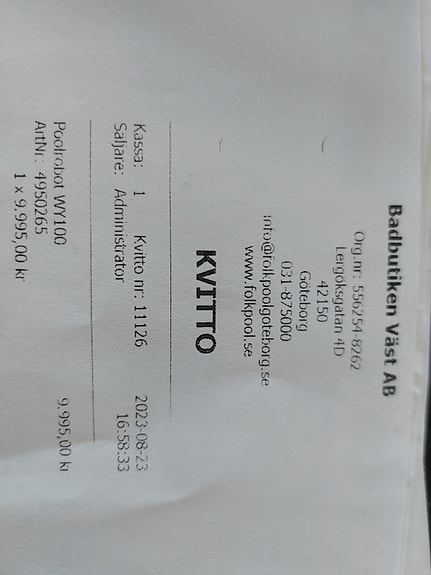 Badbutiken Väst AB
Org.nr: 556254-8262
Lergöksgatan 4D
42150
Göteborg
031-875000
info@folkpoolgoteborg.se
www.folkpool.se
KVITTO
Kassa: 1 Kvitto nr: 11126 2023-08-23
Säljare: Administrator 16:58:33
Poolrobot WY100 9.995,00 kr
ArtNr: 4950265
1 x 9.995,00 kr